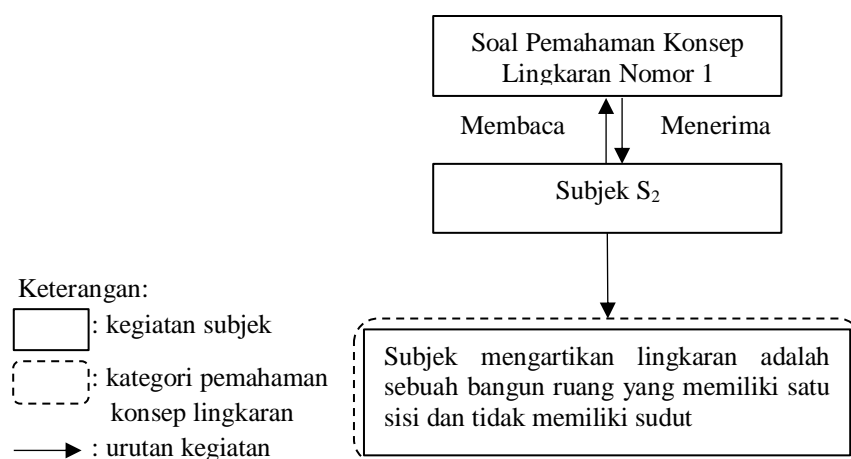 Soal Pemahaman Konsep
Lingkaran Nomor 1
Membaca
Menerima
Subjek S₂
Keterangan:
: kegiatan subjek
: kategori pemahaman
konsep lingkaran
: urutan kegiatan
Subjek mengartikan lingkaran adalah
sebuah bangun ruang yang memiliki satu
sisi dan tidak memiliki sudut